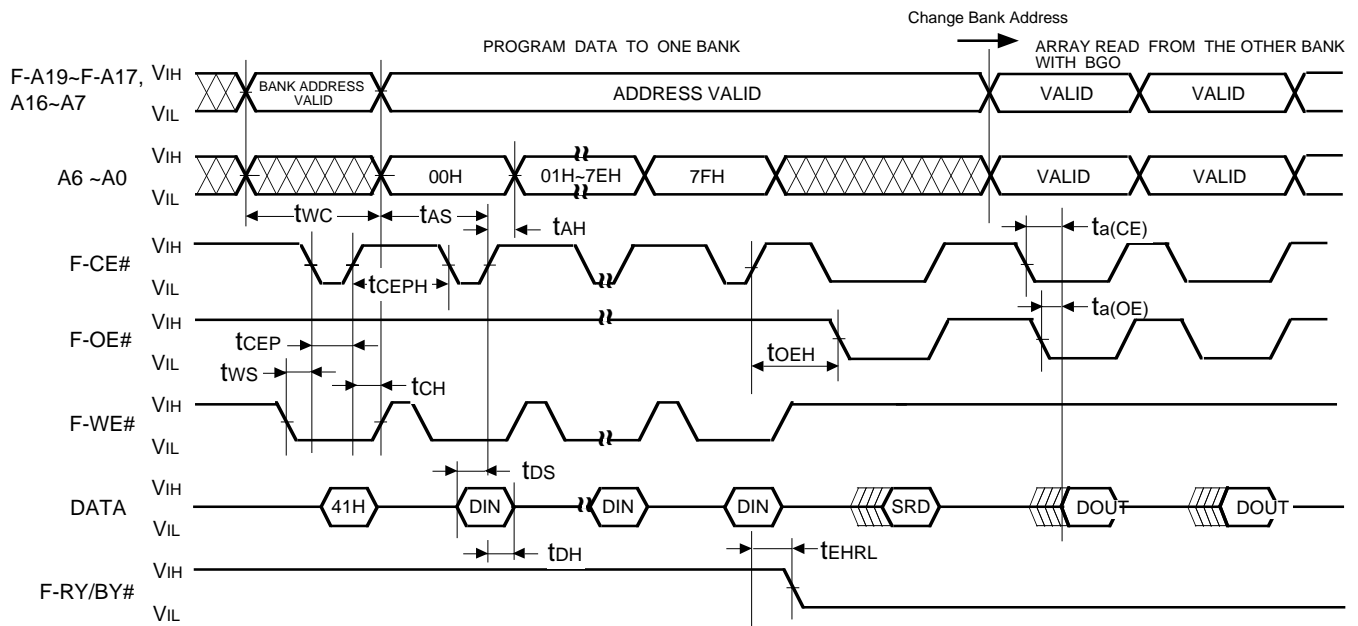 Change Bank Address
PROGRAM DATA TO ONE BANK
ARRAY READ FROM THE OTHER BANK
WITH BGO
F-A19~F-A17,
A16~A7
VIH
VIL
BANK ADDRESS
VALID
ADDRESS VALID
VALID
VALID
A6 ~A0
VIH
VIL
00H
01H~7EH
7FH
VALID
VALID
tWC
tAS
tAH
ta(CE)
F-CE#
VIH
VIL
tCEPH
ta(OE)
F-OE#
VIH
VIL
tCEP
tOEH
tWS
tCH
F-WE#
VIH
VIL
tDS
DATA
VIH
VIL
41H
DIN
DIN
DIN
SRD
DOUT
DOUT
tDH
tEHRL
F-RY/BY#
VIH
VIL